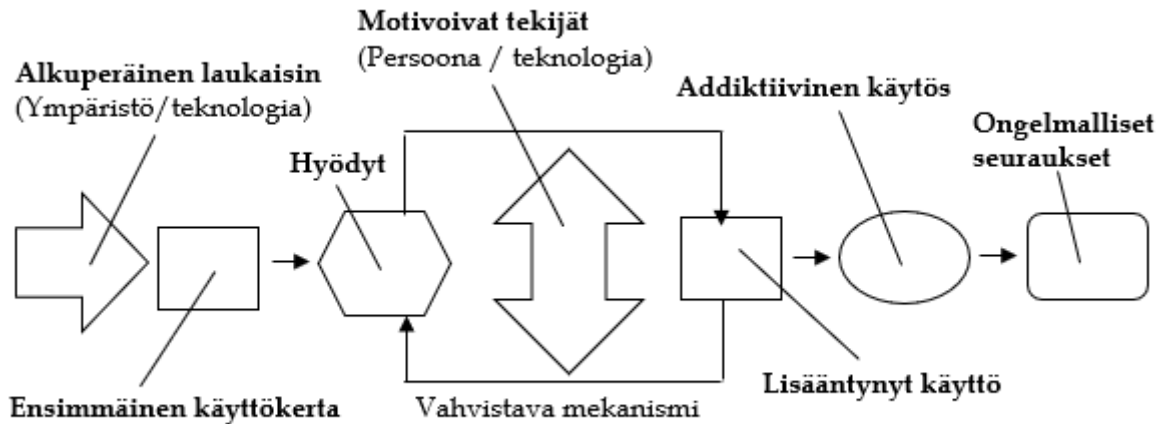 Motivoivat tekijät
(Persoona / teknologia)
Alkuperäinen laukaisin
(Ympäristö/teknologia)
Addiktiivinen käytös
Ongelmalliset
seuraukset
Hyödyt
Ensimmäinen käyttökerta
Vahvistava mekanismi
Lisääntynyt käyttö